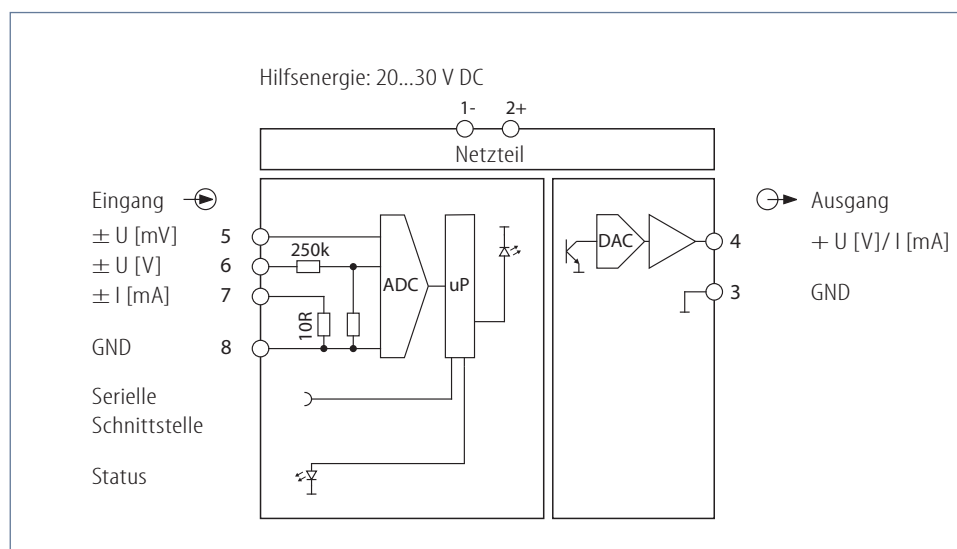 Hilfsenergie: 20...30 V DC
1- 2+
Netzteil
Eingang
Ausgang
± U [mV] 5
± U [V] 6
± I [mA] 7
GND 8
250k
10R
ADC
uP
DAC
4 + U [V]/ I [mA]
3 GND
Serielle
Schnittstelle
Status